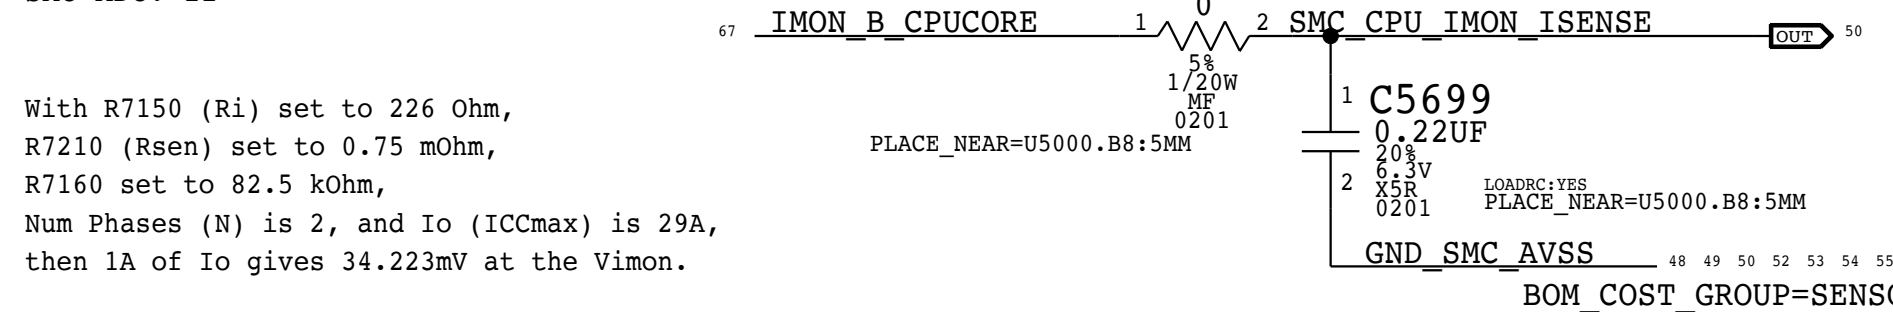 0
67 IMON_B_CPUCORE 1 2 SMC_CPU_IMON_ISENSE OUT 50
5%
1/20W
MF
0201
PLACE_NEAR=U5000.B8:5MM
With R7150 (Ri) set to 226 Ohm,
R7210 (Rsen) set to 0.75 mOhm,
R7160 set to 82.5 kOhm,
Num Phases (N) is 2, and Io (ICCmax) is 29A,
then 1A of Io gives 34.223mV at the Vimon.
1 C5699
0.22UF
20%
6.3V
2 X5R
0201
LOADRC:YES
PLACE_NEAR=U5000.B8:5MM
GND_SMC_AVSS 48 49 50 52 53 54 55
BOM_COST_GROUP=SENSO